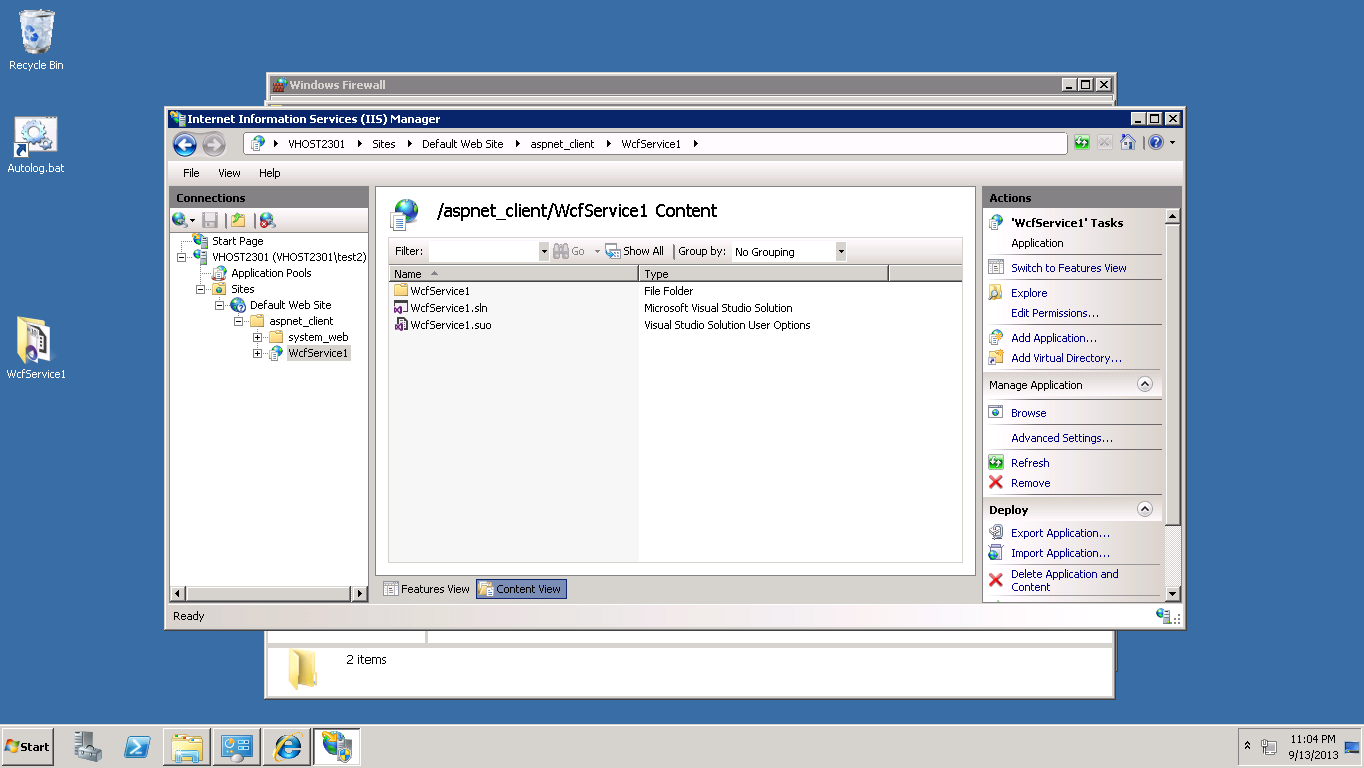 Recycle Bin
Autolog.bat
WcfService1
Windows Firewall
Internet Information Services (IIS) Manager
VHOST2301 Sites Default Web Site aspnet_client WcfService1
File View Help
Connections
Start Page
VHOST2301 (VHOST2301\test2)
Application Pools
Sites
Default Web Site
aspnet_client
system_web
WcfService1
/aspnet_client/WcfService1 Content
Filter: Go Show All Group by: No Grouping
Name Type
WcfService1 File Folder
WcfService1.sln Microsoft Visual Studio Solution
WcfService1.suo Visual Studio Solution User Options
Features View Content View
Actions
'WcfService1' Tasks
Application
Switch to Features View
Explore
Edit Permissions...
Add Application...
Add Virtual Directory...
Manage Application
Browse
Advanced Settings...
Refresh
Remove
Deploy
Export Application...
Import Application...
Delete Application and
Content
Ready
2 items
Start
11:04 PM
9/13/2013